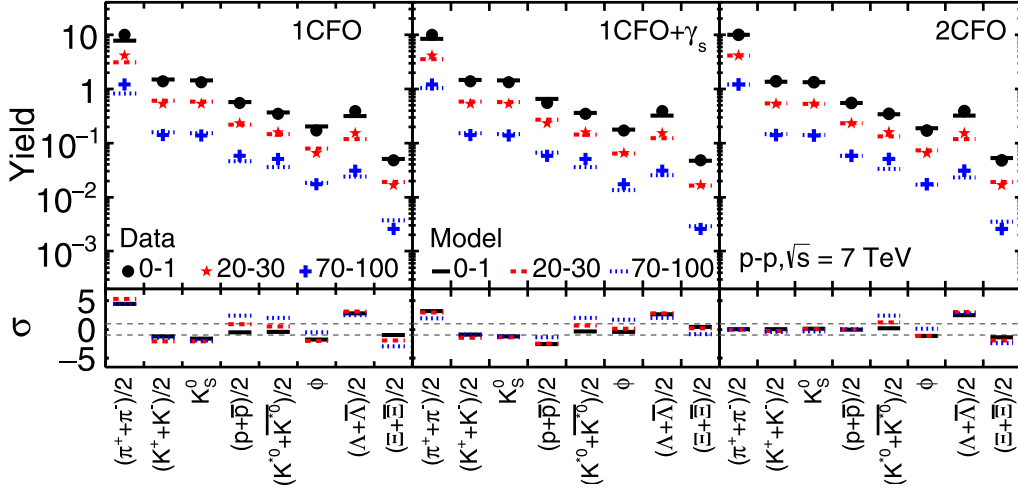 1CFO
1CFO+γs
2CFO
Yield
10
1
10⁻¹
10⁻²
10⁻³
Data
0-1 20-30 70-100
Model
0-1 20-30 70-100
p-p,√s = 7 TeV
σ
5
0
−5
(π⁺+π⁻)/2
(K⁺+K⁻)/2
K⁰S
(p+p̅)/2
(K*⁰+K̅*⁰)/2
ϕ
(Λ+Λ̅)/2
(Ξ+Ξ̅)/2
(π⁺+π⁻)/2
(K⁺+K⁻)/2
K⁰S
(p+p̅)/2
(K*⁰+K̅*⁰)/2
ϕ
(Λ+Λ̅)/2
(Ξ+Ξ̅)/2
(π⁺+π⁻)/2
(K⁺+K⁻)/2
K⁰S
(p+p̅)/2
(K*⁰+K̅*⁰)/2
ϕ
(Λ+Λ̅)/2
(Ξ+Ξ̅)/2